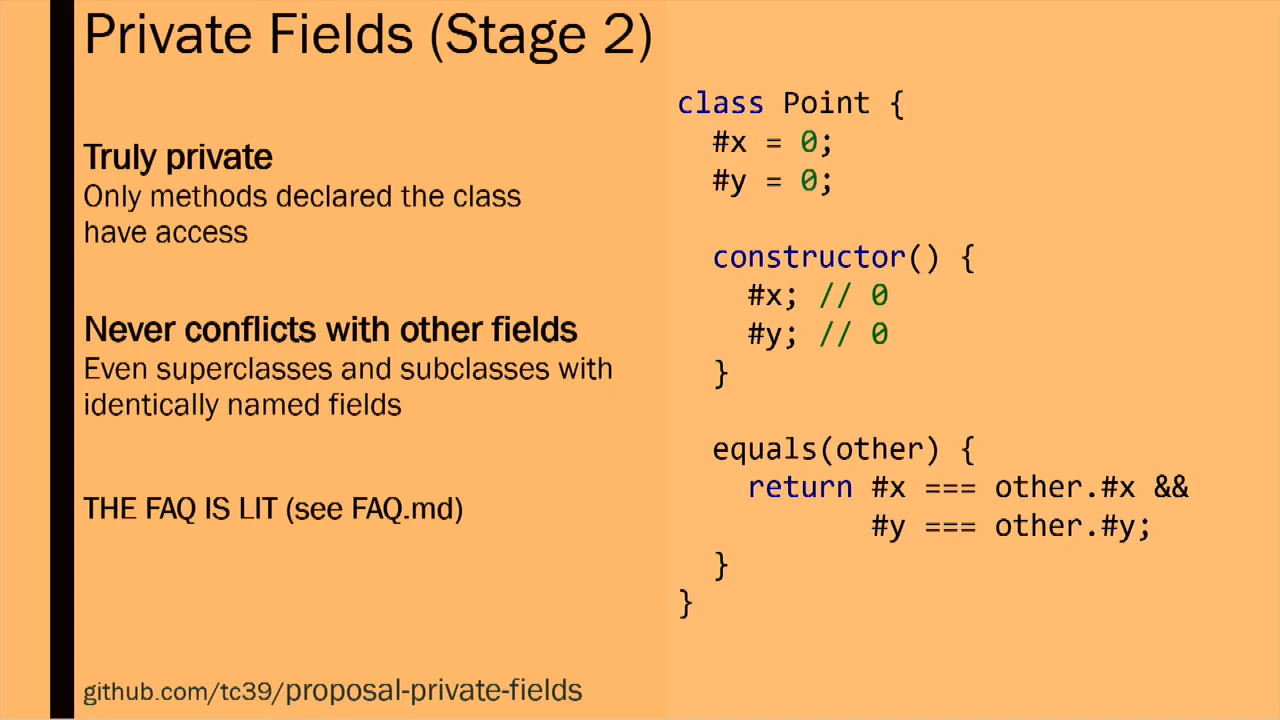 Private Fields (Stage 2)
Truly private
Only methods declared the class
have access
Never conflicts with other fields
Even superclasses and subclasses with
identically named fields
THE FAQ IS LIT (see FAQ.md)
github.com/tc39/proposal-private-fields
class Point {
  #x = 0;
  #y = 0;
  constructor() {
    #x; // 0
    #y; // 0
  }
  equals(other) {
    return #x === other.#x &&
           #y === other.#y;
  }
}